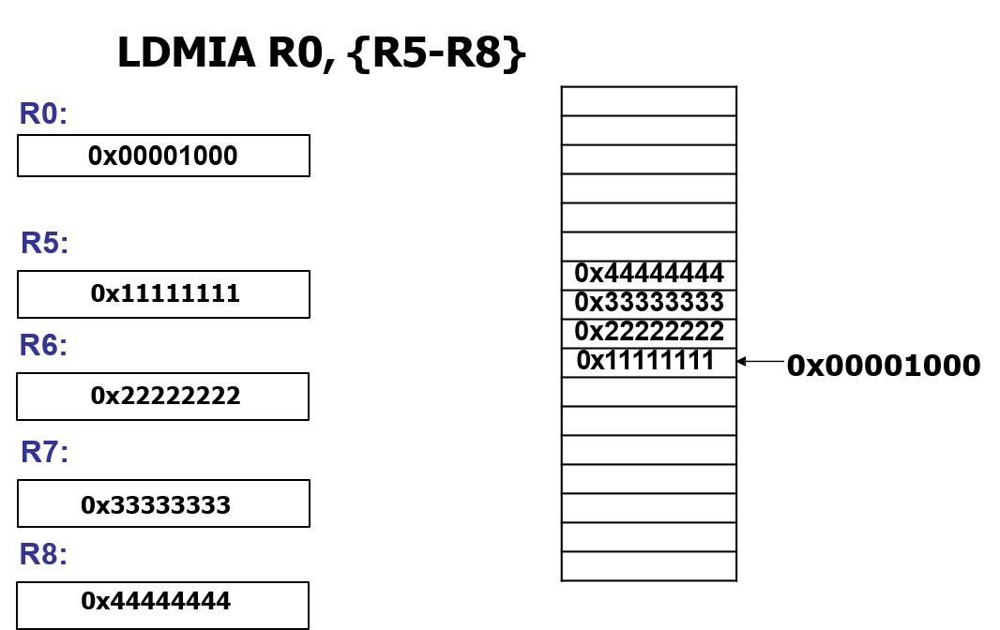 LDMIA R0, {R5-R8}
R0:
0x00001000
R5:
0x11111111
R6:
0x22222222
R7:
0x33333333
R8:
0x44444444
0x44444444
0x33333333
0x22222222
0x11111111
0x00001000